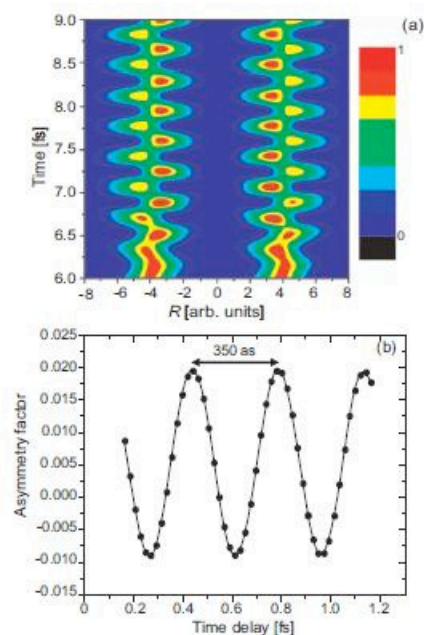 (a)
9.0
8.5
8.0
7.5
7.0
6.5
6.0
Time [fs]
-8 -6 -4 -2 0 2 4 6 8
R [arb. units]
1
0
(b)
350 as
0.025
0.020
0.015
0.010
0.005
0.000
-0.005
-0.010
-0.015
Asymmetry factor
0 0.2 0.4 0.6 0.8 1.0 1.2
Time delay [fs]